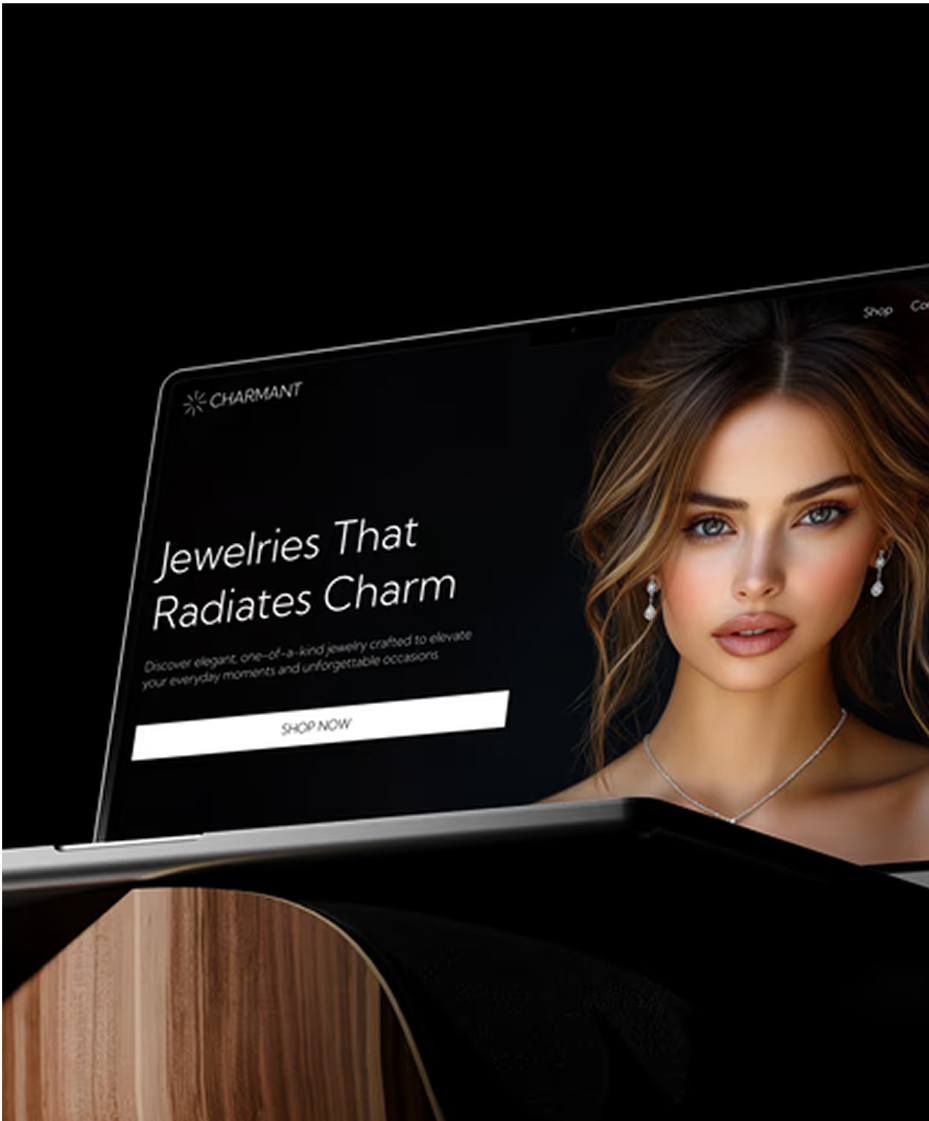 CHARMANT
Shop
Jewelries That
Radiates Charm
Discover elegant, one-of-a-kind jewelry crafted to elevate
your everyday moments and unforgettable occasions.
SHOP NOW